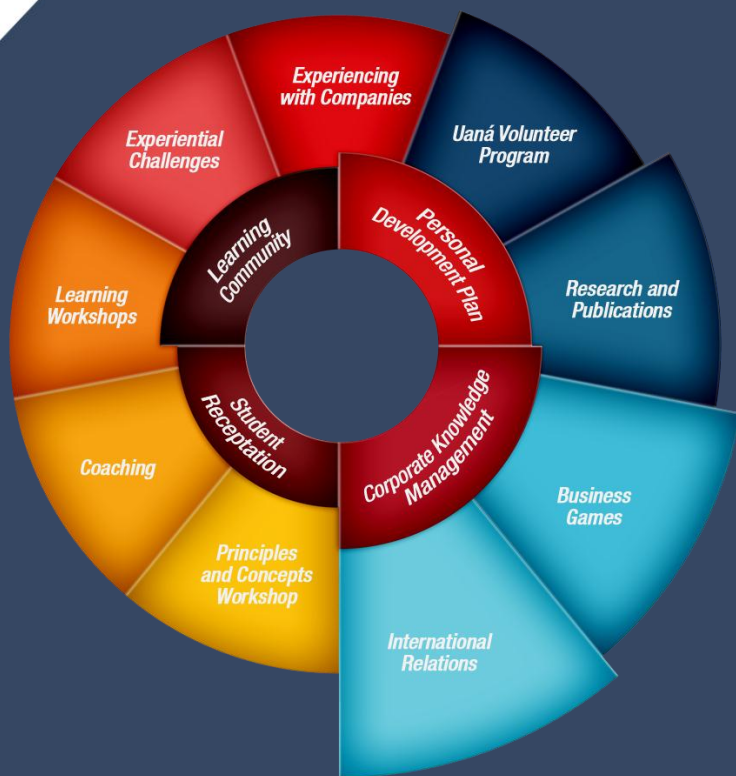 Experiencing
with Companies
Uaná Volunteer
Program
Experiential
Challenges
Personal
Development Plan
Learning
Community
Research and
Publications
Learning
Workshops
Student
Receptation
Corporate Knowledge
Management
Coaching
Business
Games
Principles
and Concepts
Workshop
International
Relations